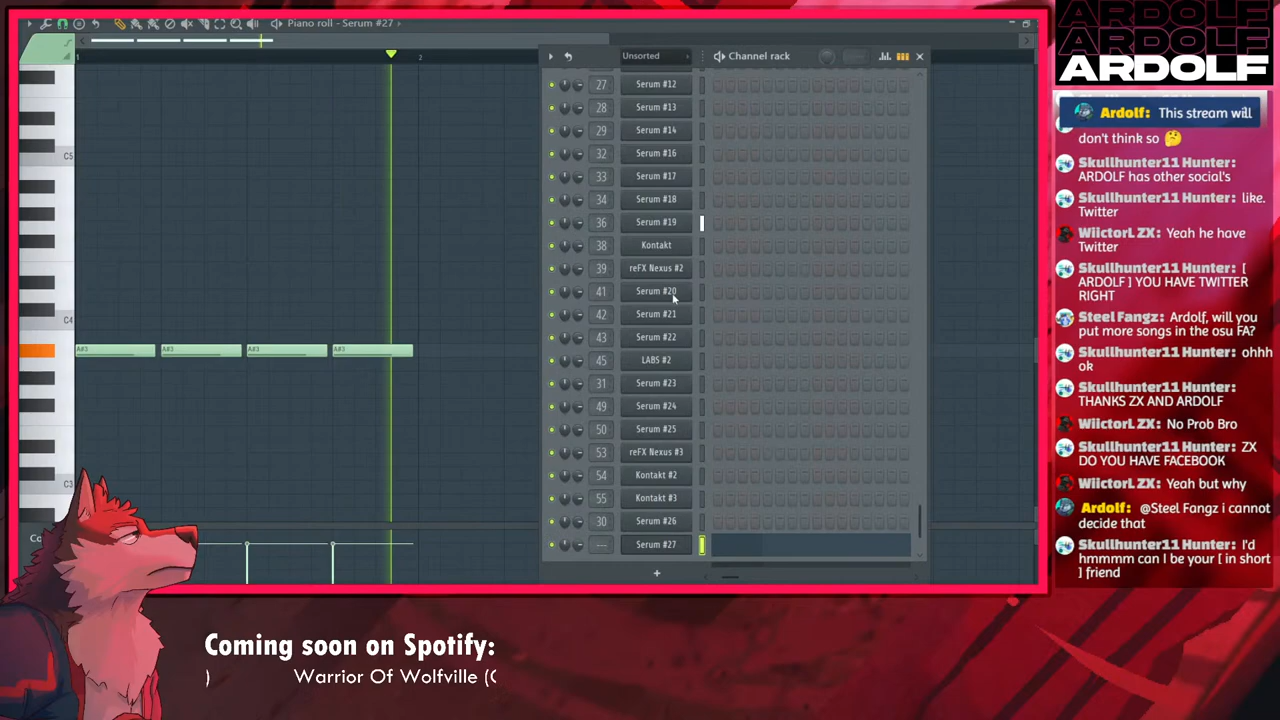 Piano roll - Serum #27
1
2
C5
C4
C3
A#3
A#3
A#3
A#3
Co
Unsorted
Channel rack
27 Serum #12
28 Serum #13
29 Serum #14
32 Serum #16
33 Serum #17
34 Serum #18
36 Serum #19
38 Kontakt
39 reFX Nexus #2
41 Serum #20
42 Serum #21
43 Serum #22
45 LABS #2
31 Serum #23
49 Serum #24
50 Serum #25
53 reFX Nexus #3
54 Kontakt #2
55 Kontakt #3
30 Serum #26
--- Serum #27
+
ARDOLF
ARDOLF
ARDOLF
Ardolf: This stream will
don't think so
Skullhunter11 Hunter:
ARDOLF has other social's
Skullhunter11 Hunter: like.
Twitter
WiictorL ZX: Yeah he have
Twitter
Skullhunter11 Hunter: [
ARDOLF ] YOU HAVE TWITTER
RIGHT
Steel Fangz: Ardolf, will you
put more songs in the osu FA?
Skullhunter11 Hunter: ohhh
ok
Skullhunter11 Hunter:
THANKS ZX AND ARDOLF
WiictorL ZX: No Prob Bro
Skullhunter11 Hunter: ZX
DO YOU HAVE FACEBOOK
WiictorL ZX: Yeah but why
Ardolf: @Steel Fangz i cannot
decide that
Skullhunter11 Hunter: I'd
hmmmm can I be your [ in short
] friend
Coming soon on Spotify:
) Warrior Of Wolfville (